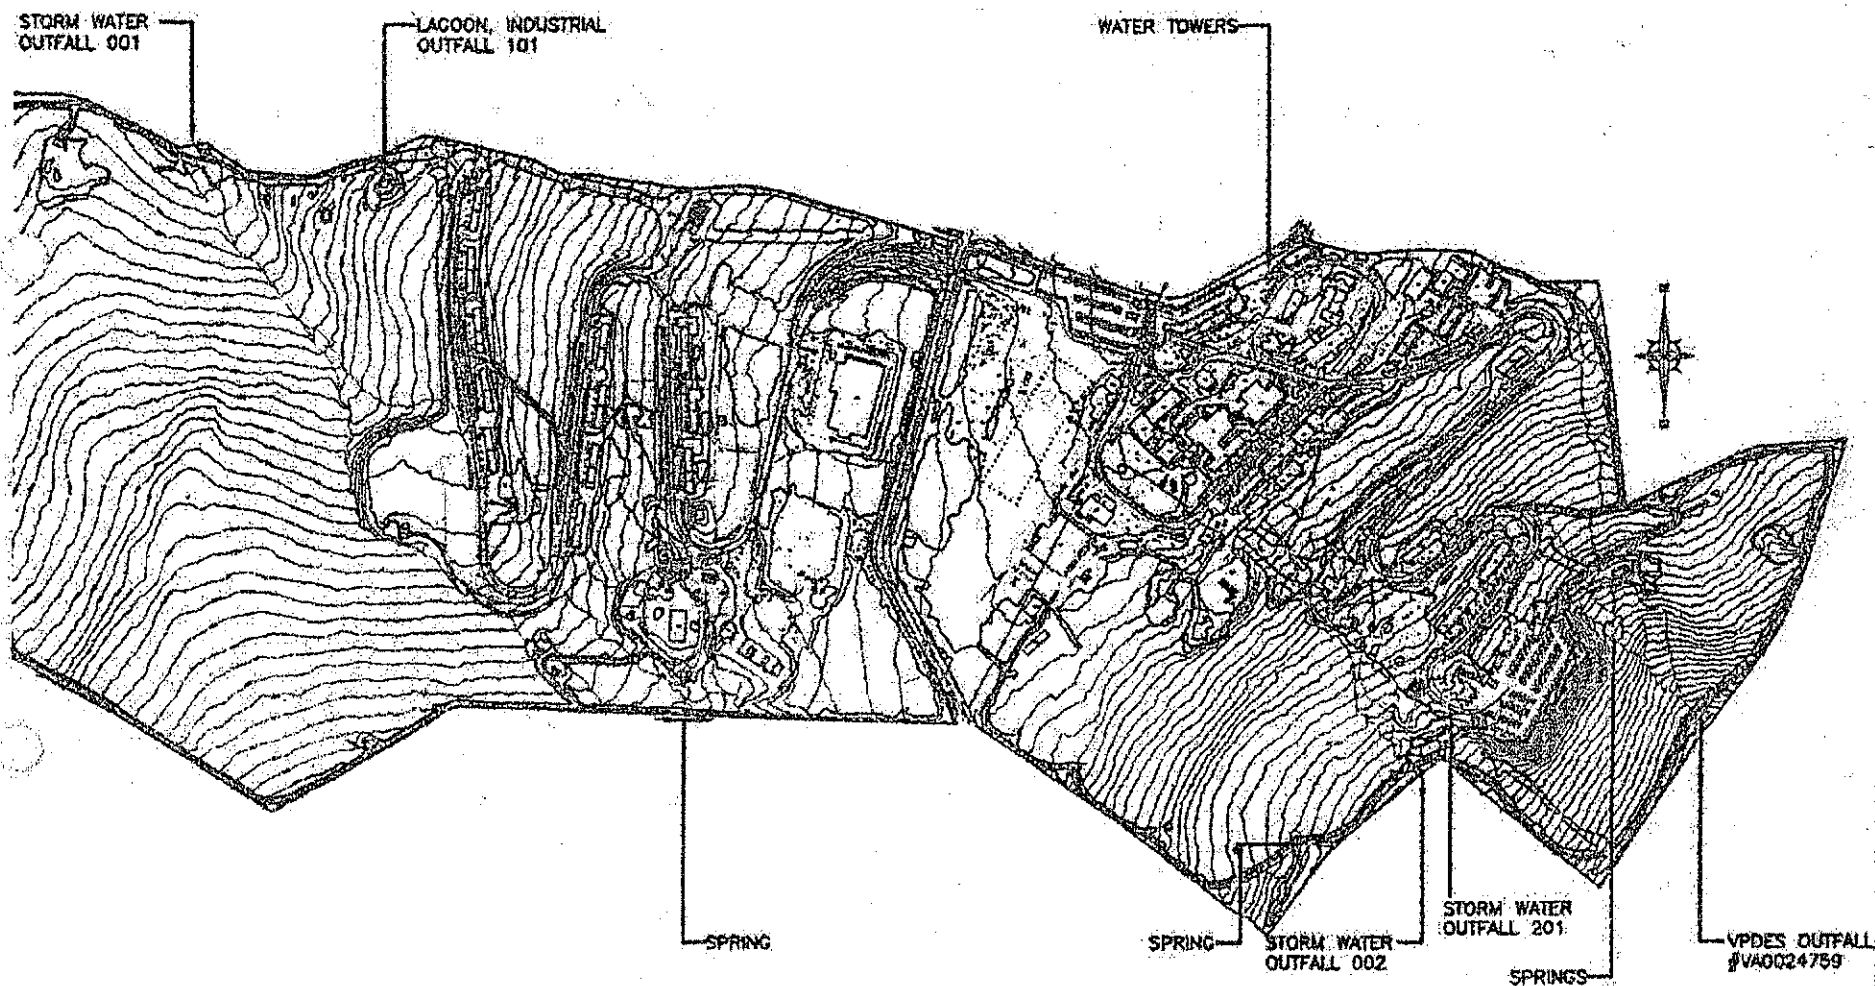 STORM WATER
OUTFALL 001
LAGOON, INDUSTRIAL
OUTFALL 101
WATER TOWERS
SPRING
SPRING
STORM WATER
OUTFALL 002
STORM WATER
OUTFALL 201
SPRINGS
VPDES OUTFALL
#VA0024759